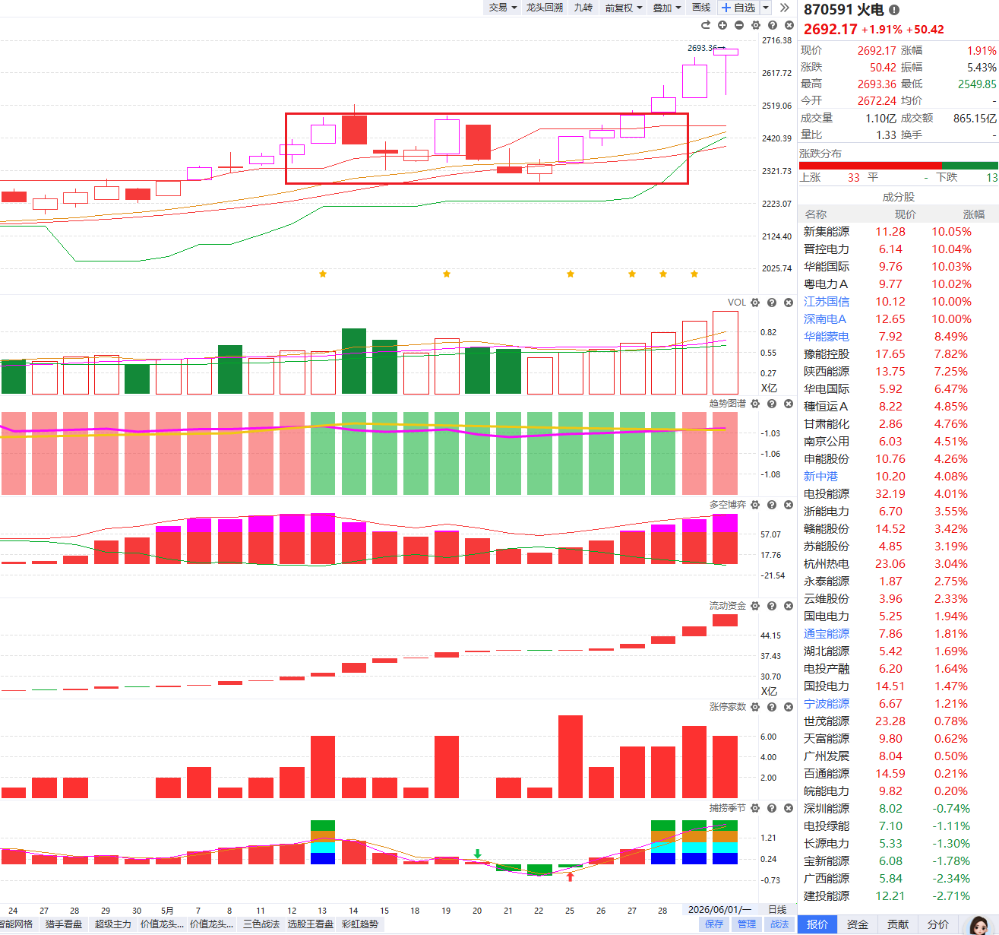 交易 龙头回溯 九转 前复权 叠加 画线 自选
870591 火电
2692.17 +1.91% +50.42
现价 2692.17 涨幅 1.91%
涨跌 50.42 振幅 5.43%
最高 2693.36 最低 2549.85
今开 2672.24 均价 -
成交量 1.10亿 成交额 865.15亿
量比 1.33 换手 -
涨跌分布
上涨 33 平 - 下跌 13
成分股
名称 现价 涨幅
新集能源 11.28 10.05%
晋控电力 6.14 10.04%
华能国际 9.76 10.03%
粤电力A 9.77 10.02%
江苏国信 10.12 10.00%
深南电A 12.65 10.00%
华能蒙电 7.92 8.49%
豫能控股 17.65 7.82%
陕西能源 13.75 7.25%
华电国际 5.92 6.47%
穗恒运A 8.22 4.85%
甘肃能化 2.86 4.76%
南京公用 6.03 4.51%
申能股份 10.76 4.26%
新中港 10.20 4.08%
电投能源 32.19 4.01%
浙能电力 6.70 3.55%
赣能股份 14.52 3.42%
苏能股份 4.85 3.19%
杭州热电 23.06 3.04%
永泰能源 1.87 2.75%
云维股份 3.96 2.33%
国电电力 5.25 1.94%
通宝能源 7.86 1.81%
湖北能源 5.42 1.69%
电投产融 6.20 1.64%
国投电力 14.51 1.47%
宁波能源 6.67 1.21%
世茂能源 23.28 0.78%
天富能源 9.80 0.62%
广州发展 8.04 0.50%
百通能源 14.59 0.21%
皖能电力 9.82 0.20%
深圳能源 8.02 -0.74%
电投绿能 7.10 -1.11%
长源电力 5.33 -1.30%
宝新能源 6.08 -1.78%
广西能源 5.84 -2.34%
建投能源 12.21 -2.71%
报价 资金 贡献 分价
2693.36
2716.38
2617.72
2519.06
2420.39
2321.73
2223.07
2124.40
2025.74
VOL
0.82
0.55
0.27
X亿
趋势图谱
-1.03
-1.06
-1.08
多空博弈
57.07
17.76
-21.54
流动资金
44.15
37.43
30.70
X亿
涨停家数
6.00
4.00
2.00
捕捞季节
1.21
0.24
-0.73
24 27 28 29 30 5月 7 8 11 12 13 14 15 18 19 20 21 22 25 26 27 28 2026/06/01/一 日线
智能网格 猎手看盘 超级主力 价值龙头... 价值龙头... 三色战法 选股王看盘 彩虹趋势 保存 管理 战法